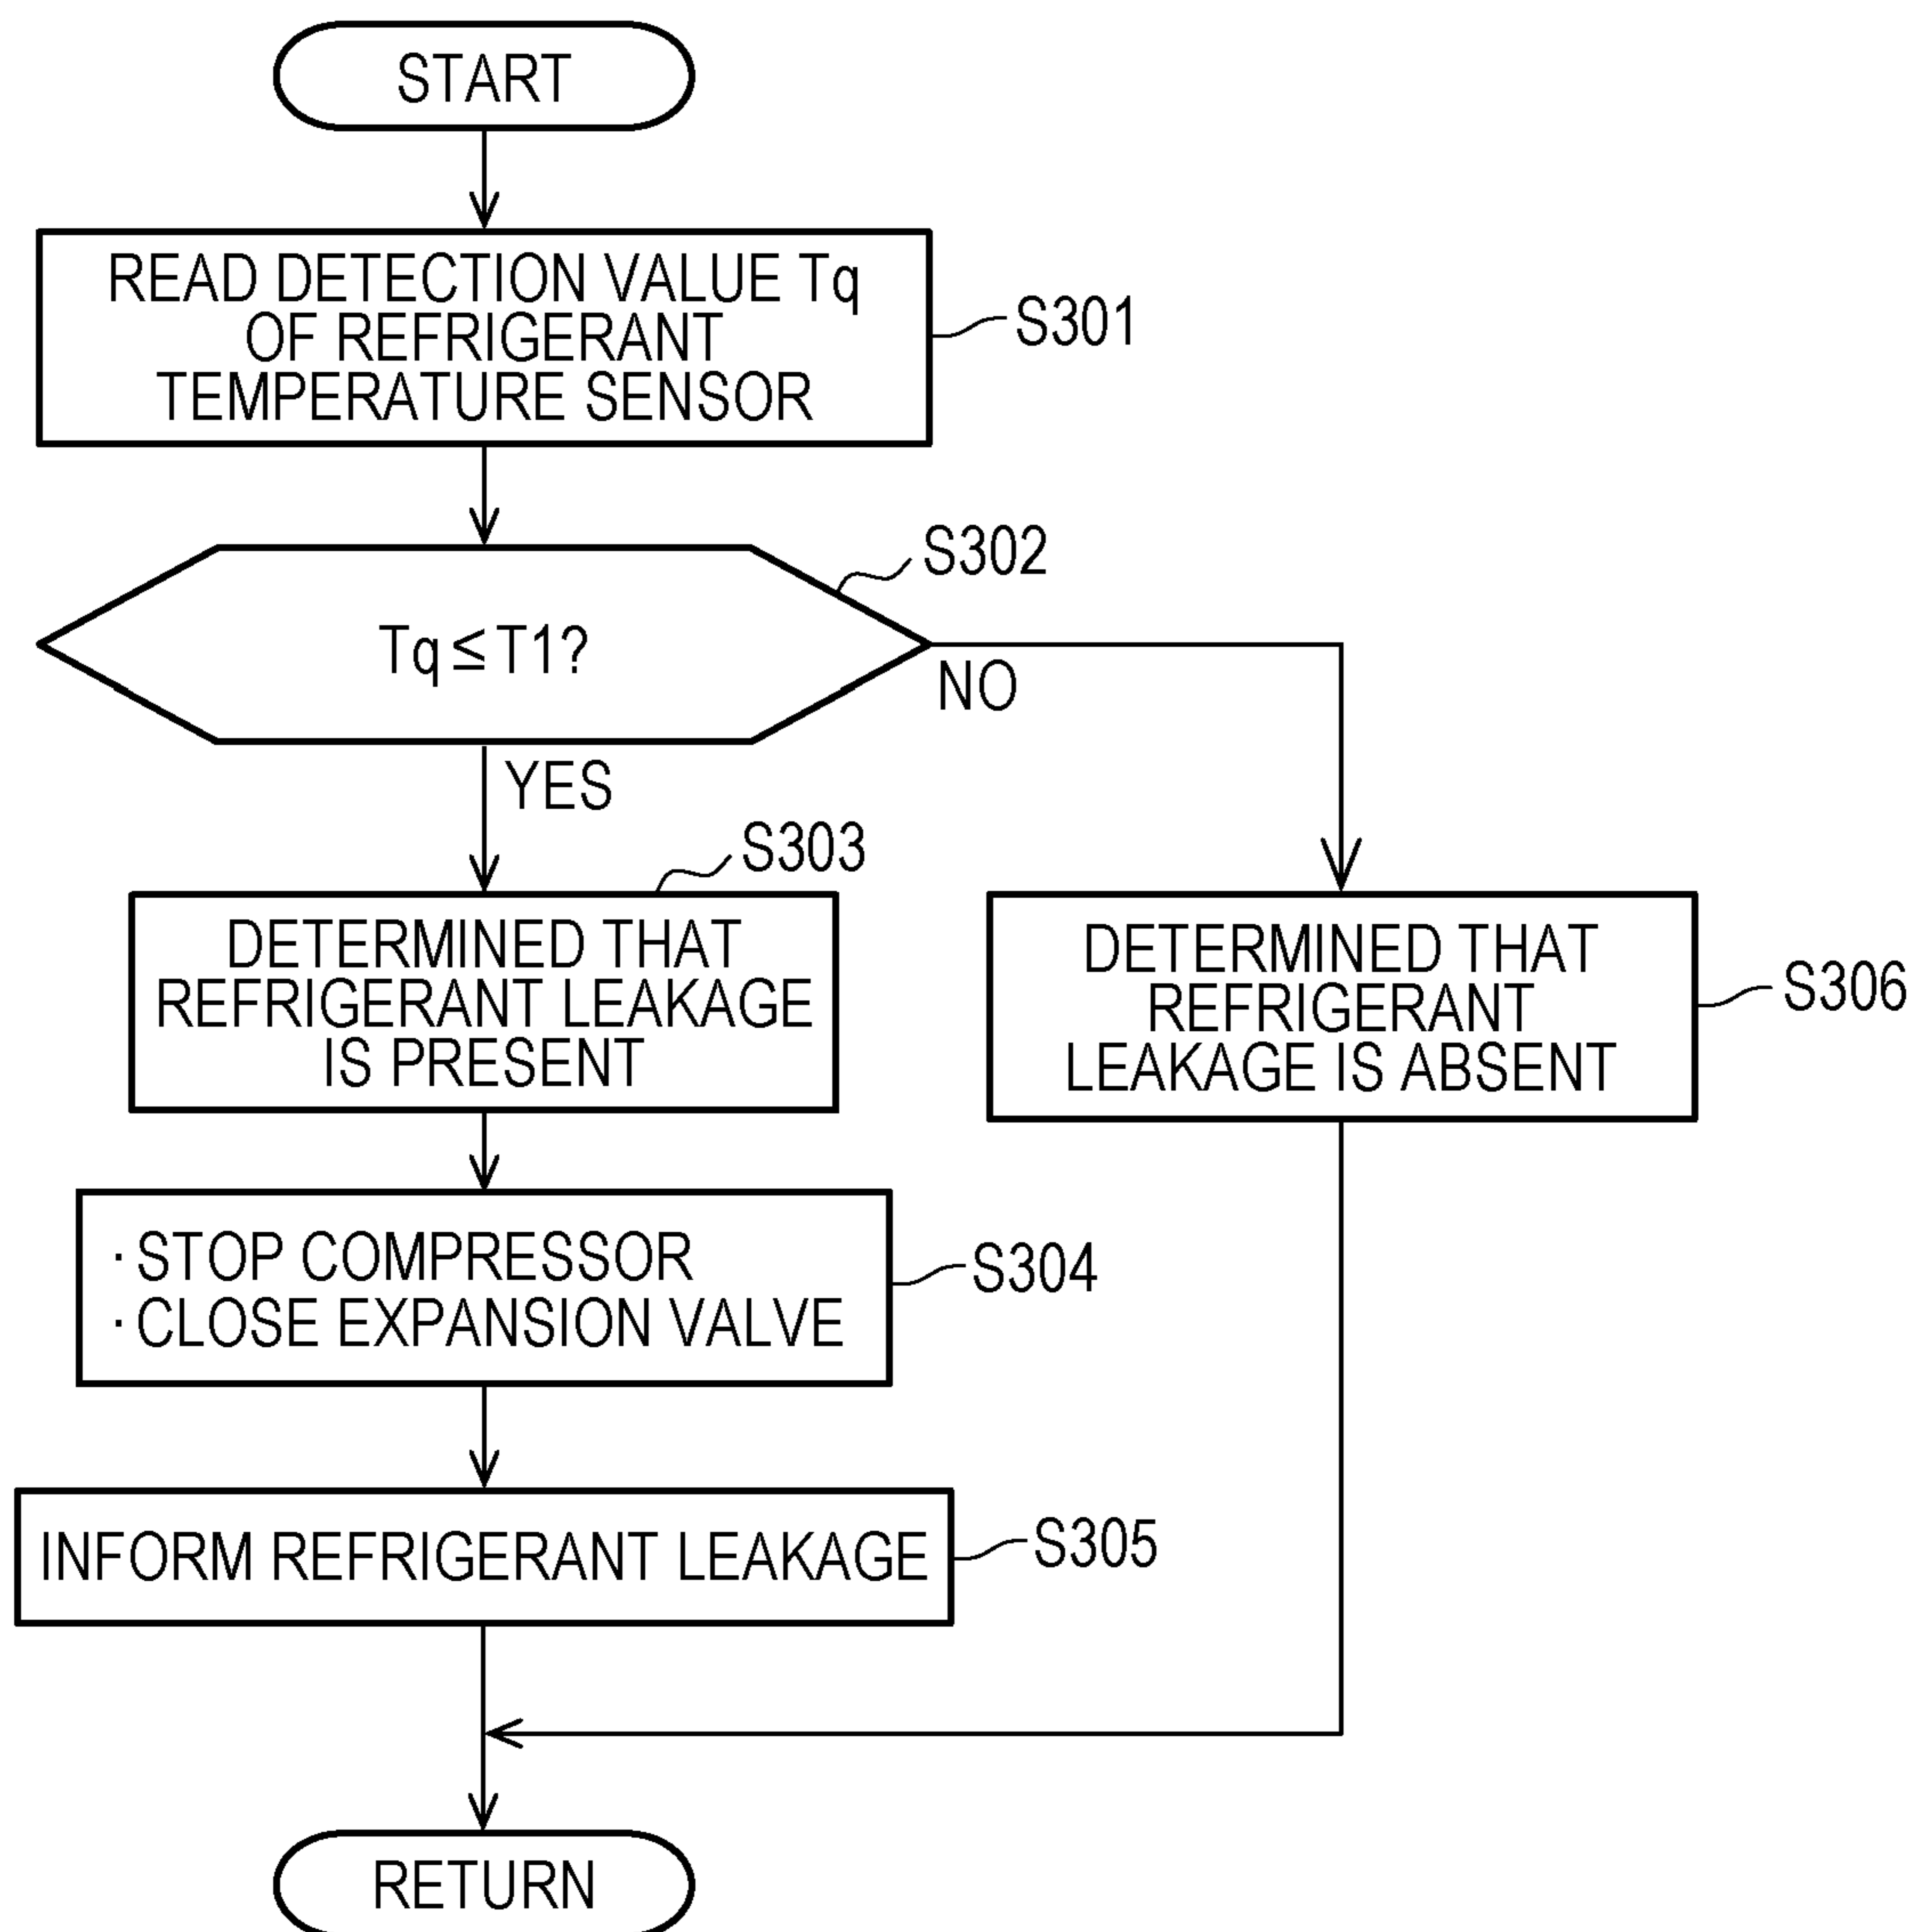 START
READ DETECTION VALUE Tq
OF REFRIGERANT
TEMPERATURE SENSOR
S301
S302
Tq≤T1?
NO
YES
S303
DETERMINED THAT
REFRIGERANT LEAKAGE
IS PRESENT
DETERMINED THAT
REFRIGERANT
LEAKAGE IS ABSENT
S306
·STOP COMPRESSOR
·CLOSE EXPANSION VALVE
S304
INFORM REFRIGERANT LEAKAGE
S305
RETURN